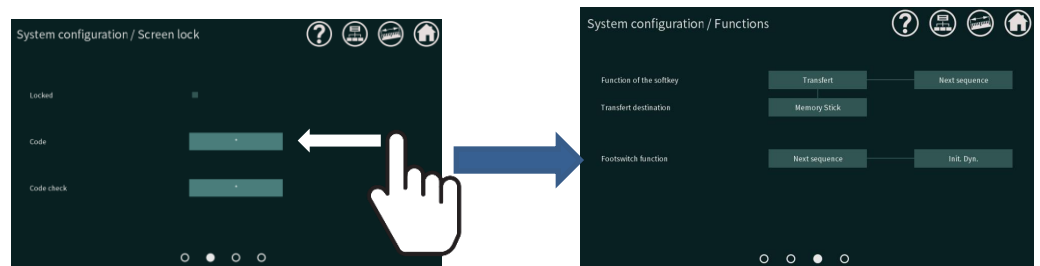 System configuration / Screen lock
?
Locked
Code
*
Code check
*
System configuration / Functions
?
Function of the softkey
Transfert
Next sequence
Transfert destination
Memory Stick
Footswitch function
Next sequence
Init. Dyn.